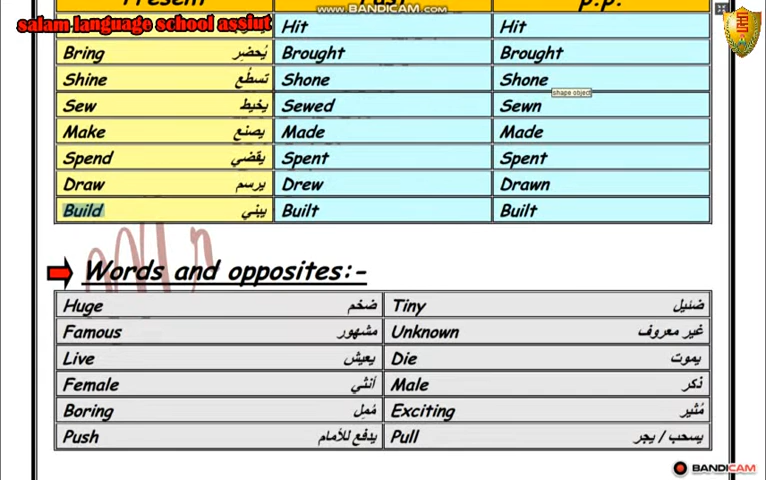 www.BANDICAM.com
Present Past p.p.
salam language school assiut
Hit Hit
Bring يُحضِر Brought Brought
Shine تسطُع Shone Shone
shape object
Sew يخيط Sewed Sewn
Make يصنع Made Made
Spend يقضي Spent Spent
Draw يرسم Drew Drawn
Build يبني Built Built
Words and opposites:-
Huge ضخم Tiny ضئيل
Famous مشهور Unknown غير معروف
Live يعيش Die يموت
Female أنثي Male ذكر
Boring مُمِل Exciting مُثير
Push يدفع للأمام Pull يسحب / يجر
BANDICAM